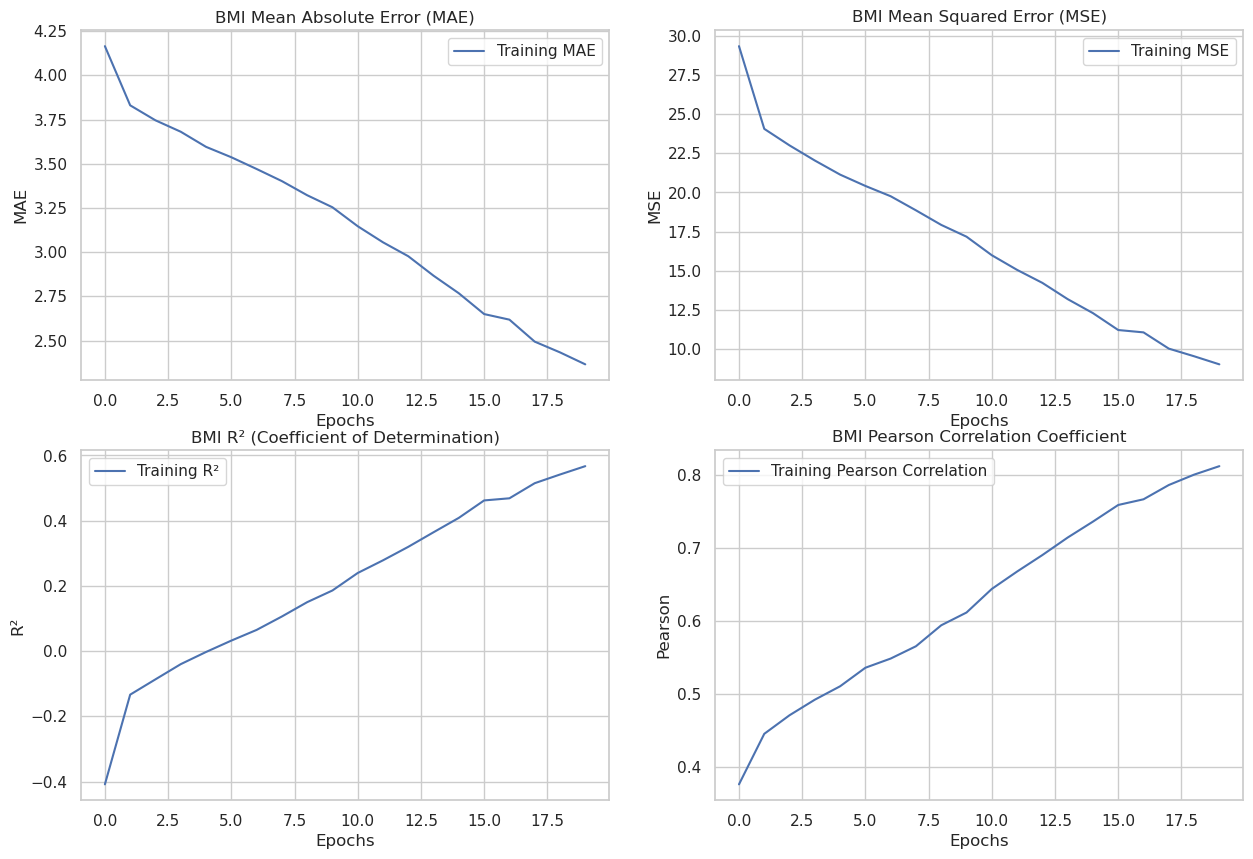 BMI Mean Absolute Error (MAE)
4.25
4.00
3.75
3.50
3.25
3.00
2.75
2.50
MAE
Training MAE
0.0 2.5 5.0 7.5 10.0 12.5 15.0 17.5
Epochs
BMI Mean Squared Error (MSE)
30.0
27.5
25.0
22.5
20.0
17.5
15.0
12.5
10.0
MSE
Training MSE
0.0 2.5 5.0 7.5 10.0 12.5 15.0 17.5
Epochs
BMI R² (Coefficient of Determination)
0.6
0.4
0.2
0.0
−0.2
−0.4
R²
Training R²
0.0 2.5 5.0 7.5 10.0 12.5 15.0 17.5
Epochs
BMI Pearson Correlation Coefficient
0.8
0.7
0.6
0.5
0.4
Pearson
Training Pearson Correlation
0.0 2.5 5.0 7.5 10.0 12.5 15.0 17.5
Epochs